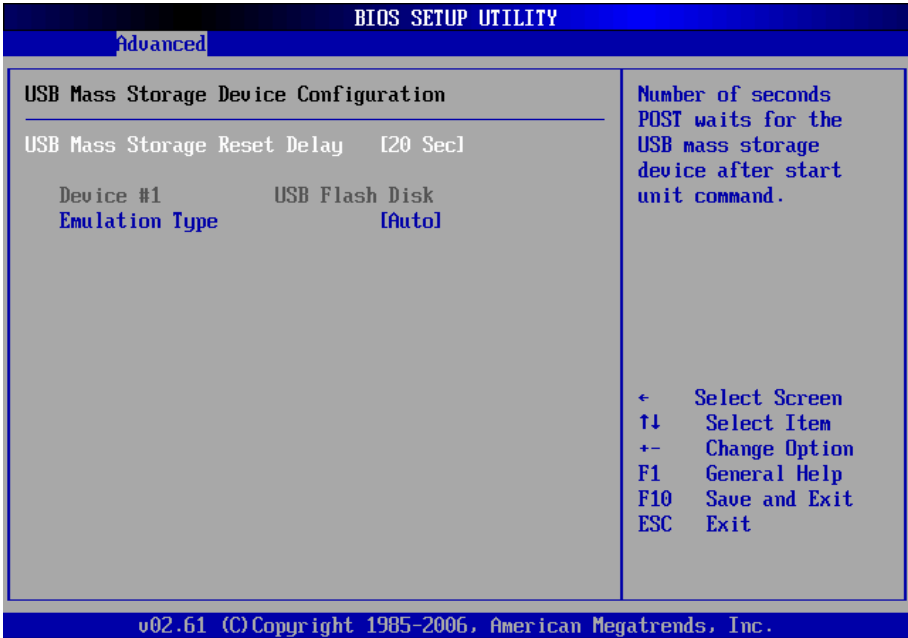 BIOS SETUP UTILITY
Advanced
USB Mass Storage Device Configuration
USB Mass Storage Reset Delay [20 Sec]
Device #1 USB Flash Disk
Emulation Type [Auto]
Number of seconds
POST waits for the
USB mass storage
device after start
unit command.
← Select Screen
↑↓ Select Item
+- Change Option
F1 General Help
F10 Save and Exit
ESC Exit
v02.61 (C)Copyright 1985-2006, American Megatrends, Inc.